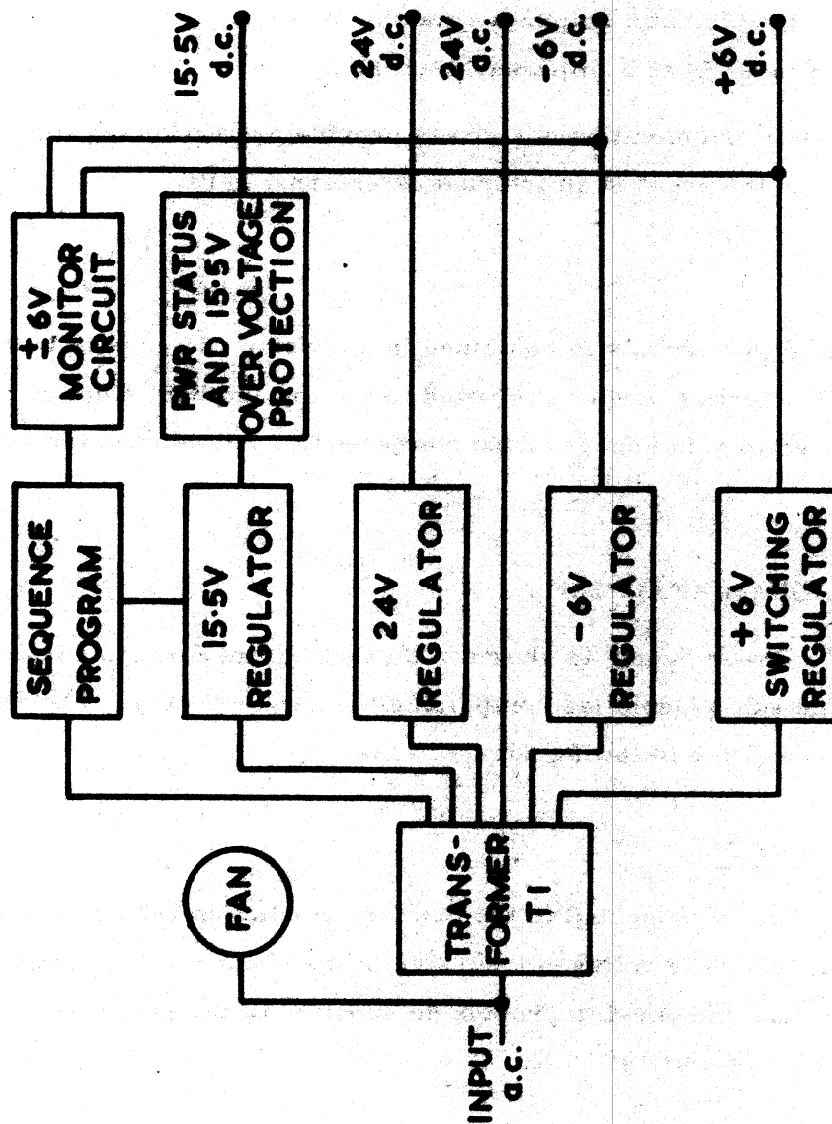 INPUT
a.c.
FAN
TRANS-
FORMER
T1
SEQUENCE
PROGRAM
15·5V
REGULATOR
24V
REGULATOR
-6V
REGULATOR
+6V
SWITCHING
REGULATOR
±6V
MONITOR
CIRCUIT
PWR STATUS
AND 15·5V
OVER VOLTAGE
PROTECTION
15·5V
d.c.
24V
d.c.
24V
a.c.
-6V
d.c.
+6V
d.c.